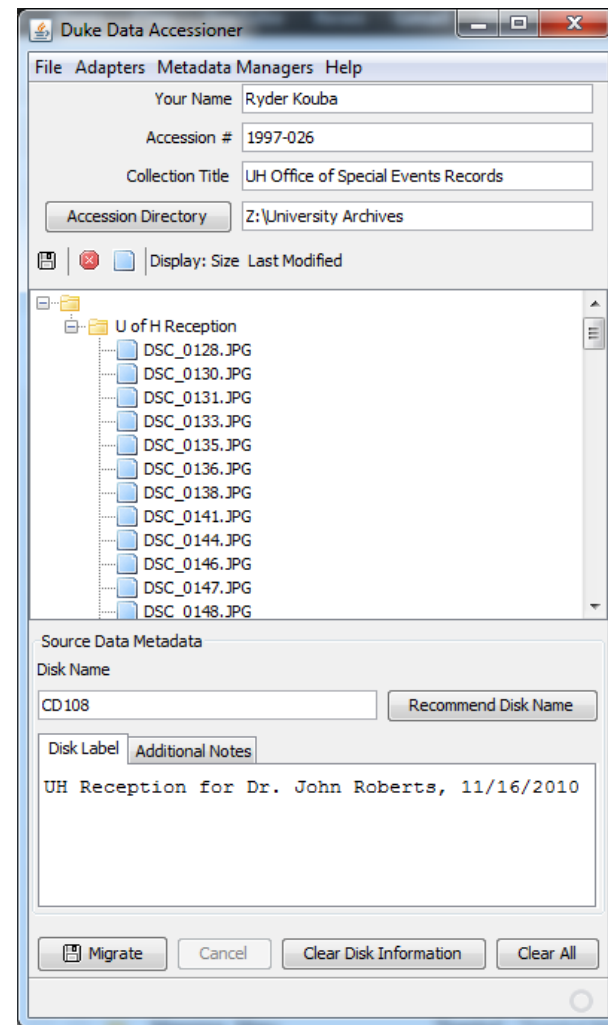 Duke Data Accessioner
File Adapters Metadata Managers Help
Your Name Ryder Kouba
Accession # 1997-026
Collection Title UH Office of Special Events Records
Accession Directory Z:\University Archives
Display: Size Last Modified
U of H Reception
DSC_0128.JPG
DSC_0130.JPG
DSC_0131.JPG
DSC_0133.JPG
DSC_0135.JPG
DSC_0136.JPG
DSC_0138.JPG
DSC_0141.JPG
DSC_0144.JPG
DSC_0146.JPG
DSC_0147.JPG
DSC_0148.JPG
Source Data Metadata
Disk Name
CD108 Recommend Disk Name
Disk Label Additional Notes
UH Reception for Dr. John Roberts, 11/16/2010
Migrate Cancel Clear Disk Information Clear All